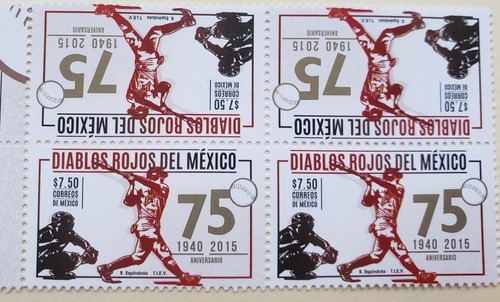 DIABLOS ROJOS DEL MÉXICO
$7.50
CORREOS
DE MÉXICO
75
1940 2015
ANIVERSARIO
R. Espíndola T.I.E.V.
DIABLOS ROJOS DEL MÉXICO
$7.50
CORREOS
DE MÉXICO
75
1940 2015
ANIVERSARIO
R. Espíndola T.I.E.V.
DIABLOS ROJOS DEL MÉXICO
$7.50
CORREOS
DE MÉXICO
75
1940 2015
ANIVERSARIO
R. Espíndola T.I.E.V.
DIABLOS ROJOS DEL MÉXICO
$7.50
CORREOS
DE MÉXICO
75
1940 2015
ANIVERSARIO
R. Espíndola T.I.E.V.